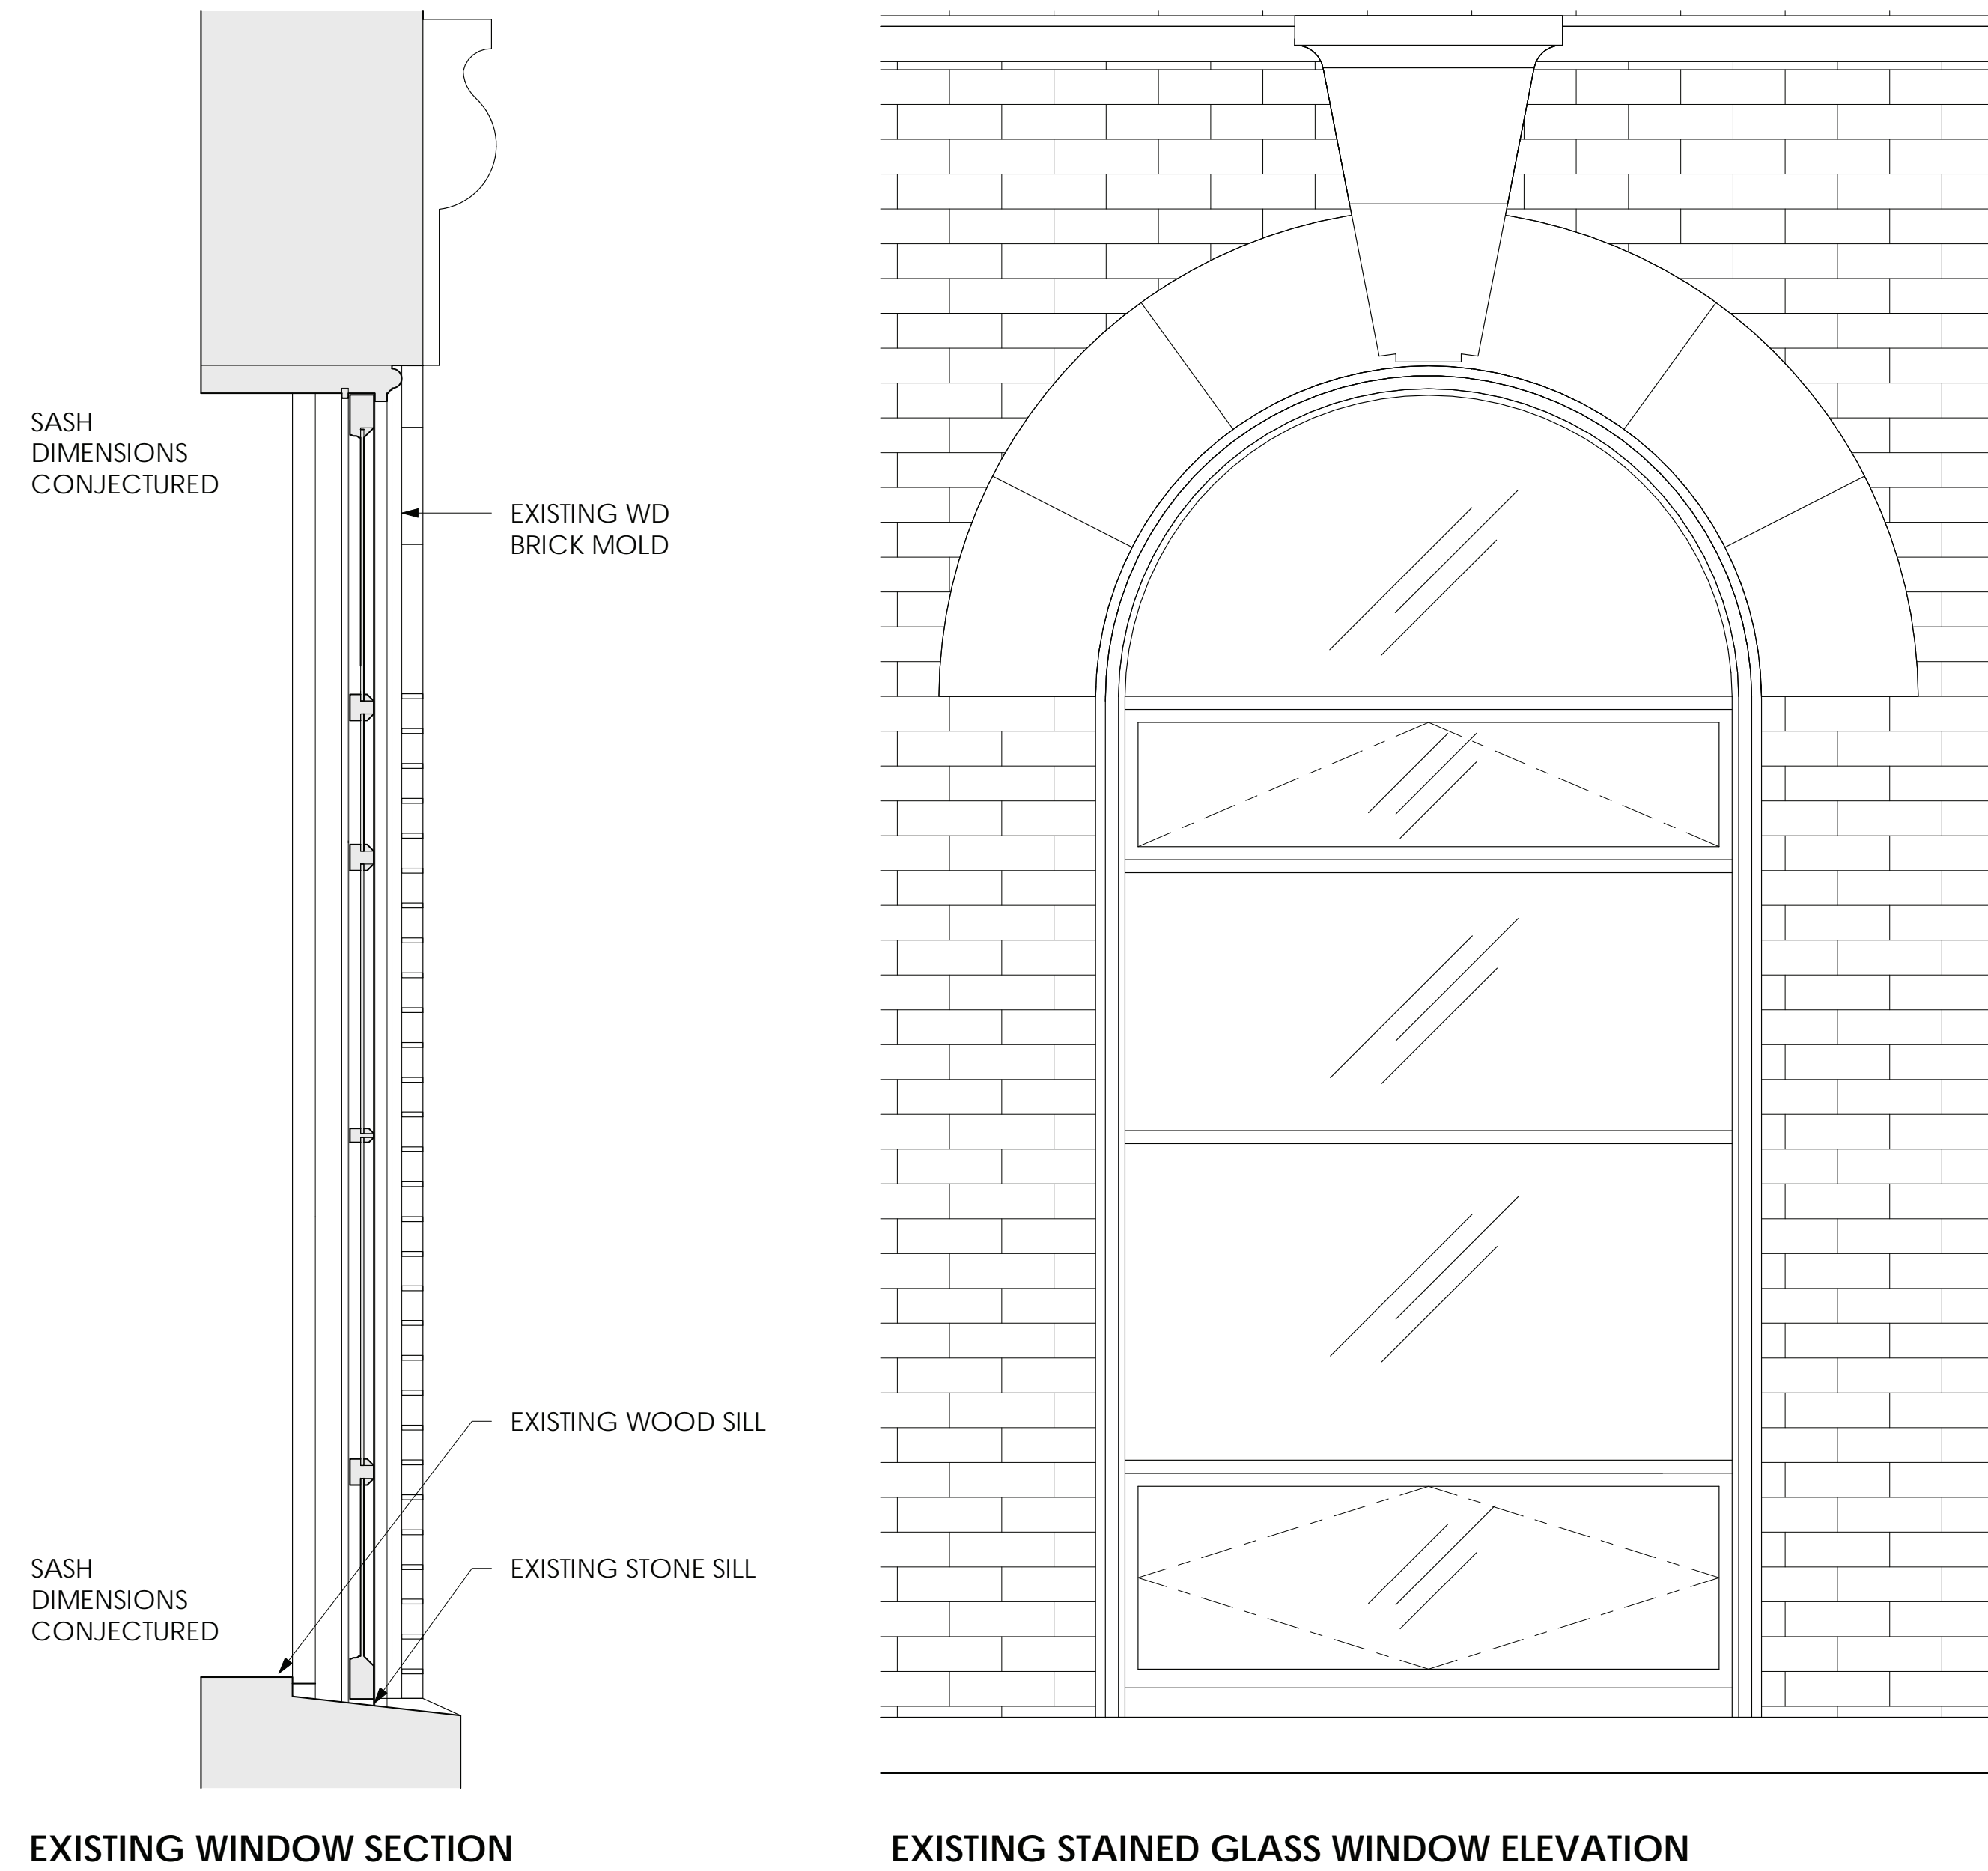 SASH
DIMENSIONS
CONJECTURED
EXISTING WD
BRICK MOLD
EXISTING WOOD SILL
EXISTING STONE SILL
SASH
DIMENSIONS
CONJECTURED
EXISTING WINDOW SECTION
EXISTING STAINED GLASS WINDOW ELEVATION